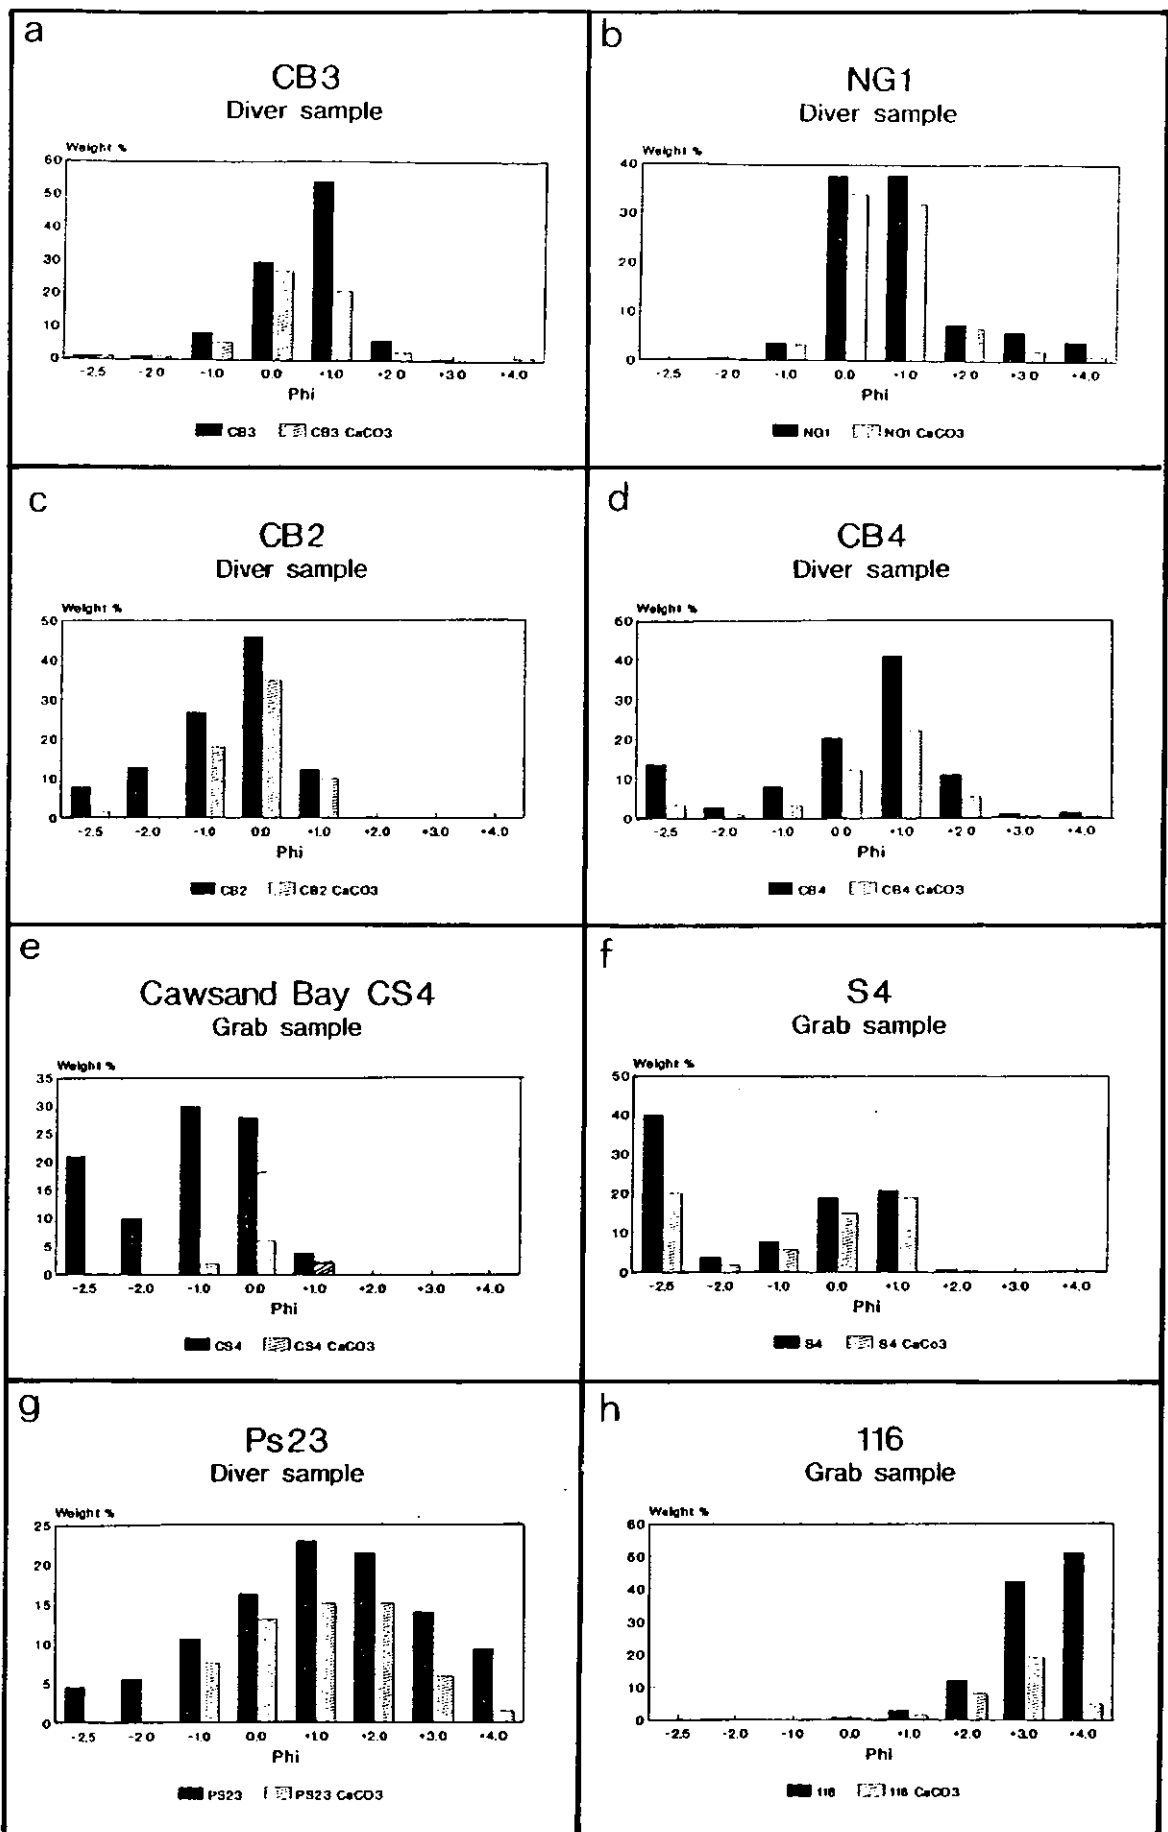 a
CB3
Diver sample
Weight %
60
50
40
30
20
10
0
-2.5 -2.0 -1.0 0.0 +1.0 +2.0 +3.0 +4.0
Phi
CB3 CB3 CaCO3
b
NG1
Diver sample
Weight %
40
30
20
10
0
-2.5 -2.0 -1.0 0.0 +1.0 +2.0 +3.0 +4.0
Phi
NG1 NG1 CaCO3
c
CB2
Diver sample
Weight %
50
40
30
20
10
0
-2.5 -2.0 -1.0 0.0 +1.0 +2.0 +3.0 +4.0
Phi
CB2 CB2 CaCO3
d
CB4
Diver sample
Weight %
50
40
30
20
10
0
-2.5 -2.0 -1.0 0.0 +1.0 +2.0 +3.0 +4.0
Phi
CB4 CB4 CaCO3
e
Cawsand Bay CS4
Grab sample
Weight %
35
30
25
20
15
10
5
0
-2.5 -2.0 -1.0 0.0 +1.0 +2.0 +3.0 +4.0
Phi
CS4 CS4 CaCO3
f
S4
Grab sample
Weight %
50
40
30
20
10
0
-2.5 -2.0 -1.0 0.0 +1.0 +2.0 +3.0 +4.0
Phi
S4 S4 CaCo3
g
Ps23
Diver sample
Weight %
25
20
15
10
5
0
-2.5 -2.0 -1.0 0.0 +1.0 +2.0 +3.0 +4.0
Phi
PS23 PS23 CaCO3
h
116
Grab sample
Weight %
60
50
40
30
20
10
0
-2.5 -2.0 -1.0 0.0 +1.0 +2.0 +3.0 +4.0
Phi
116 116 CaCO3